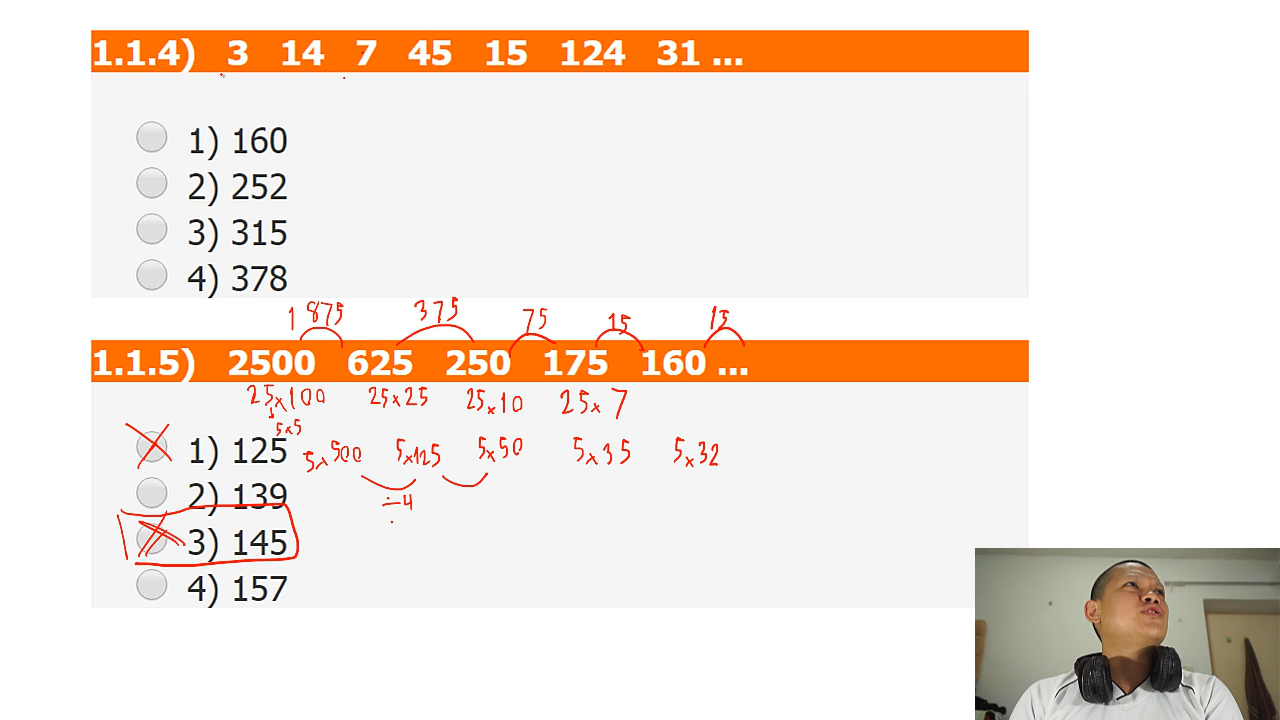 1.1.4) 3 14 7 45 15 124 31 ...
1) 160
2) 252
3) 315
4) 378
1875 375 75 15 15
1.1.5) 2500 625 250 175 160 ...
25x100 25x25 25x10 25x7
5x5
1) 125
5x500 5x125 5x50 5x35 5x32
2) 139
÷4
3) 145
4) 157